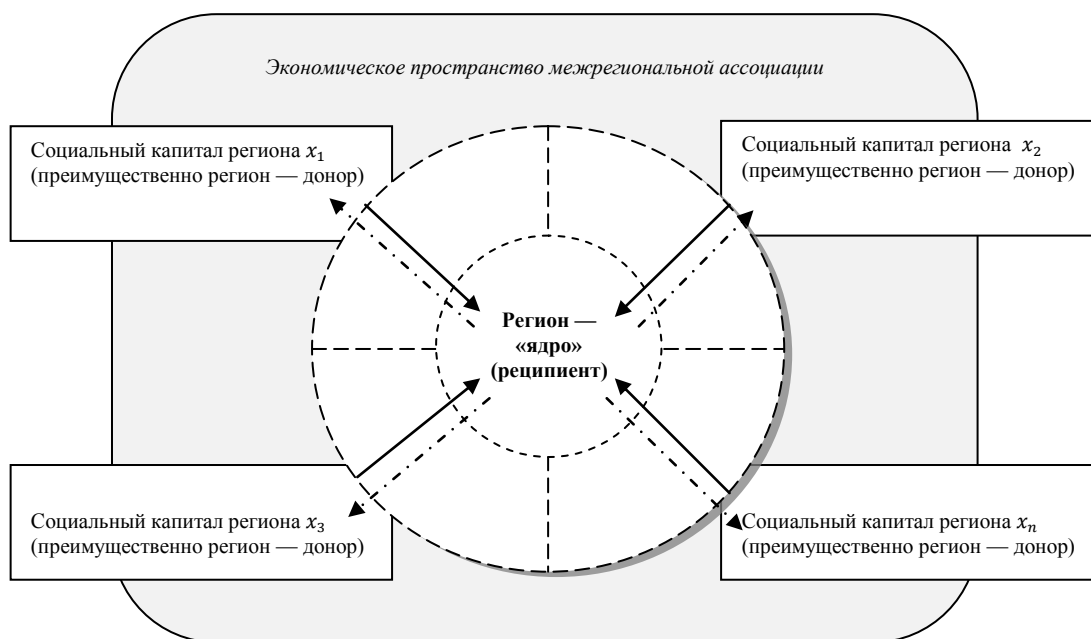 Экономическое пространство межрегиональной ассоциации
Социальный капитал региона x₁
(преимущественно регион — донор)
Социальный капитал региона x₂
(преимущественно регион — донор)
Регион —
«ядро»
(реципиент)
Социальный капитал региона x₃
(преимущественно регион — донор)
Социальный капитал региона xₙ
(преимущественно регион — донор)